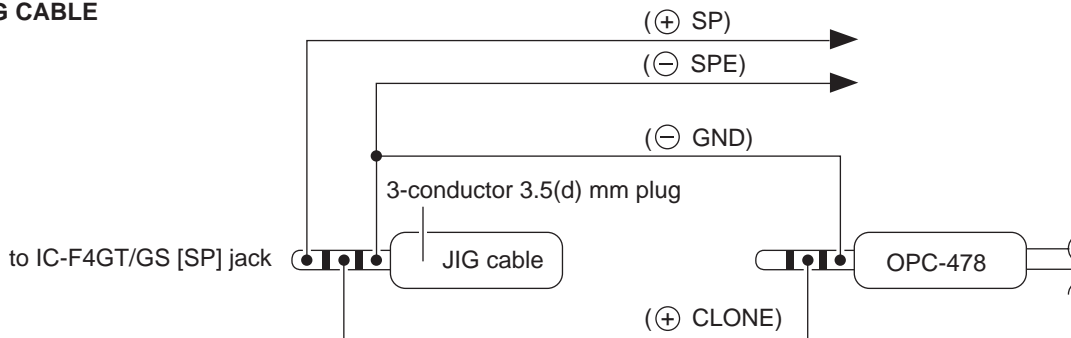 G CABLE
(⊕ SP)
(⊖ SPE)
(⊖ GND)
3-conductor 3.5(d) mm plug
to IC-F4GT/GS [SP] jack
JIG cable
OPC-478
(⊕ CLONE)